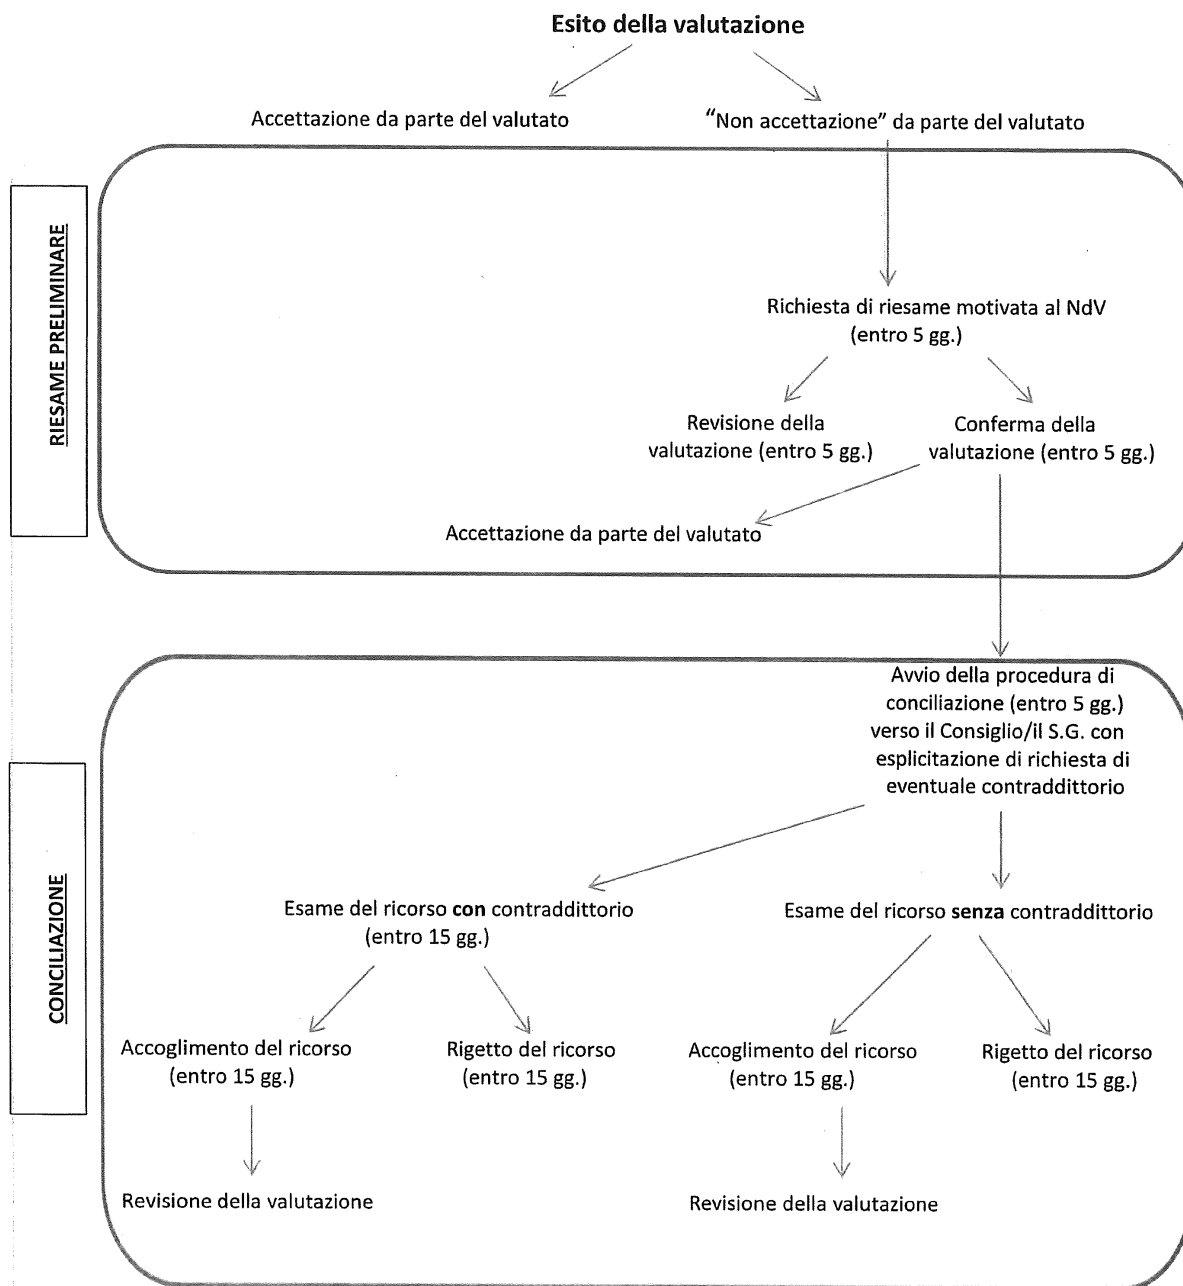 Esito della valutazione
Accettazione da parte del valutato
"Non accettazione" da parte del valutato
RIESAME PRELIMINARE
Richiesta di riesame motivata al NdV
(entro 5 gg.)
Revisione della
valutazione (entro 5 gg.)
Conferma della
valutazione (entro 5 gg.)
Accettazione da parte del valutato
CONCILIAZIONE
Avvio della procedura di
conciliazione (entro 5 gg.)
verso il Consiglio/il S.G. con
esplicitazione di richiesta di
eventuale contraddittorio
Esame del ricorso con contraddittorio
(entro 15 gg.)
Esame del ricorso senza contraddittorio
Accoglimento del ricorso
(entro 15 gg.)
Rigetto del ricorso
(entro 15 gg.)
Accoglimento del ricorso
(entro 15 gg.)
Rigetto del ricorso
(entro 15 gg.)
Revisione della valutazione
Revisione della valutazione